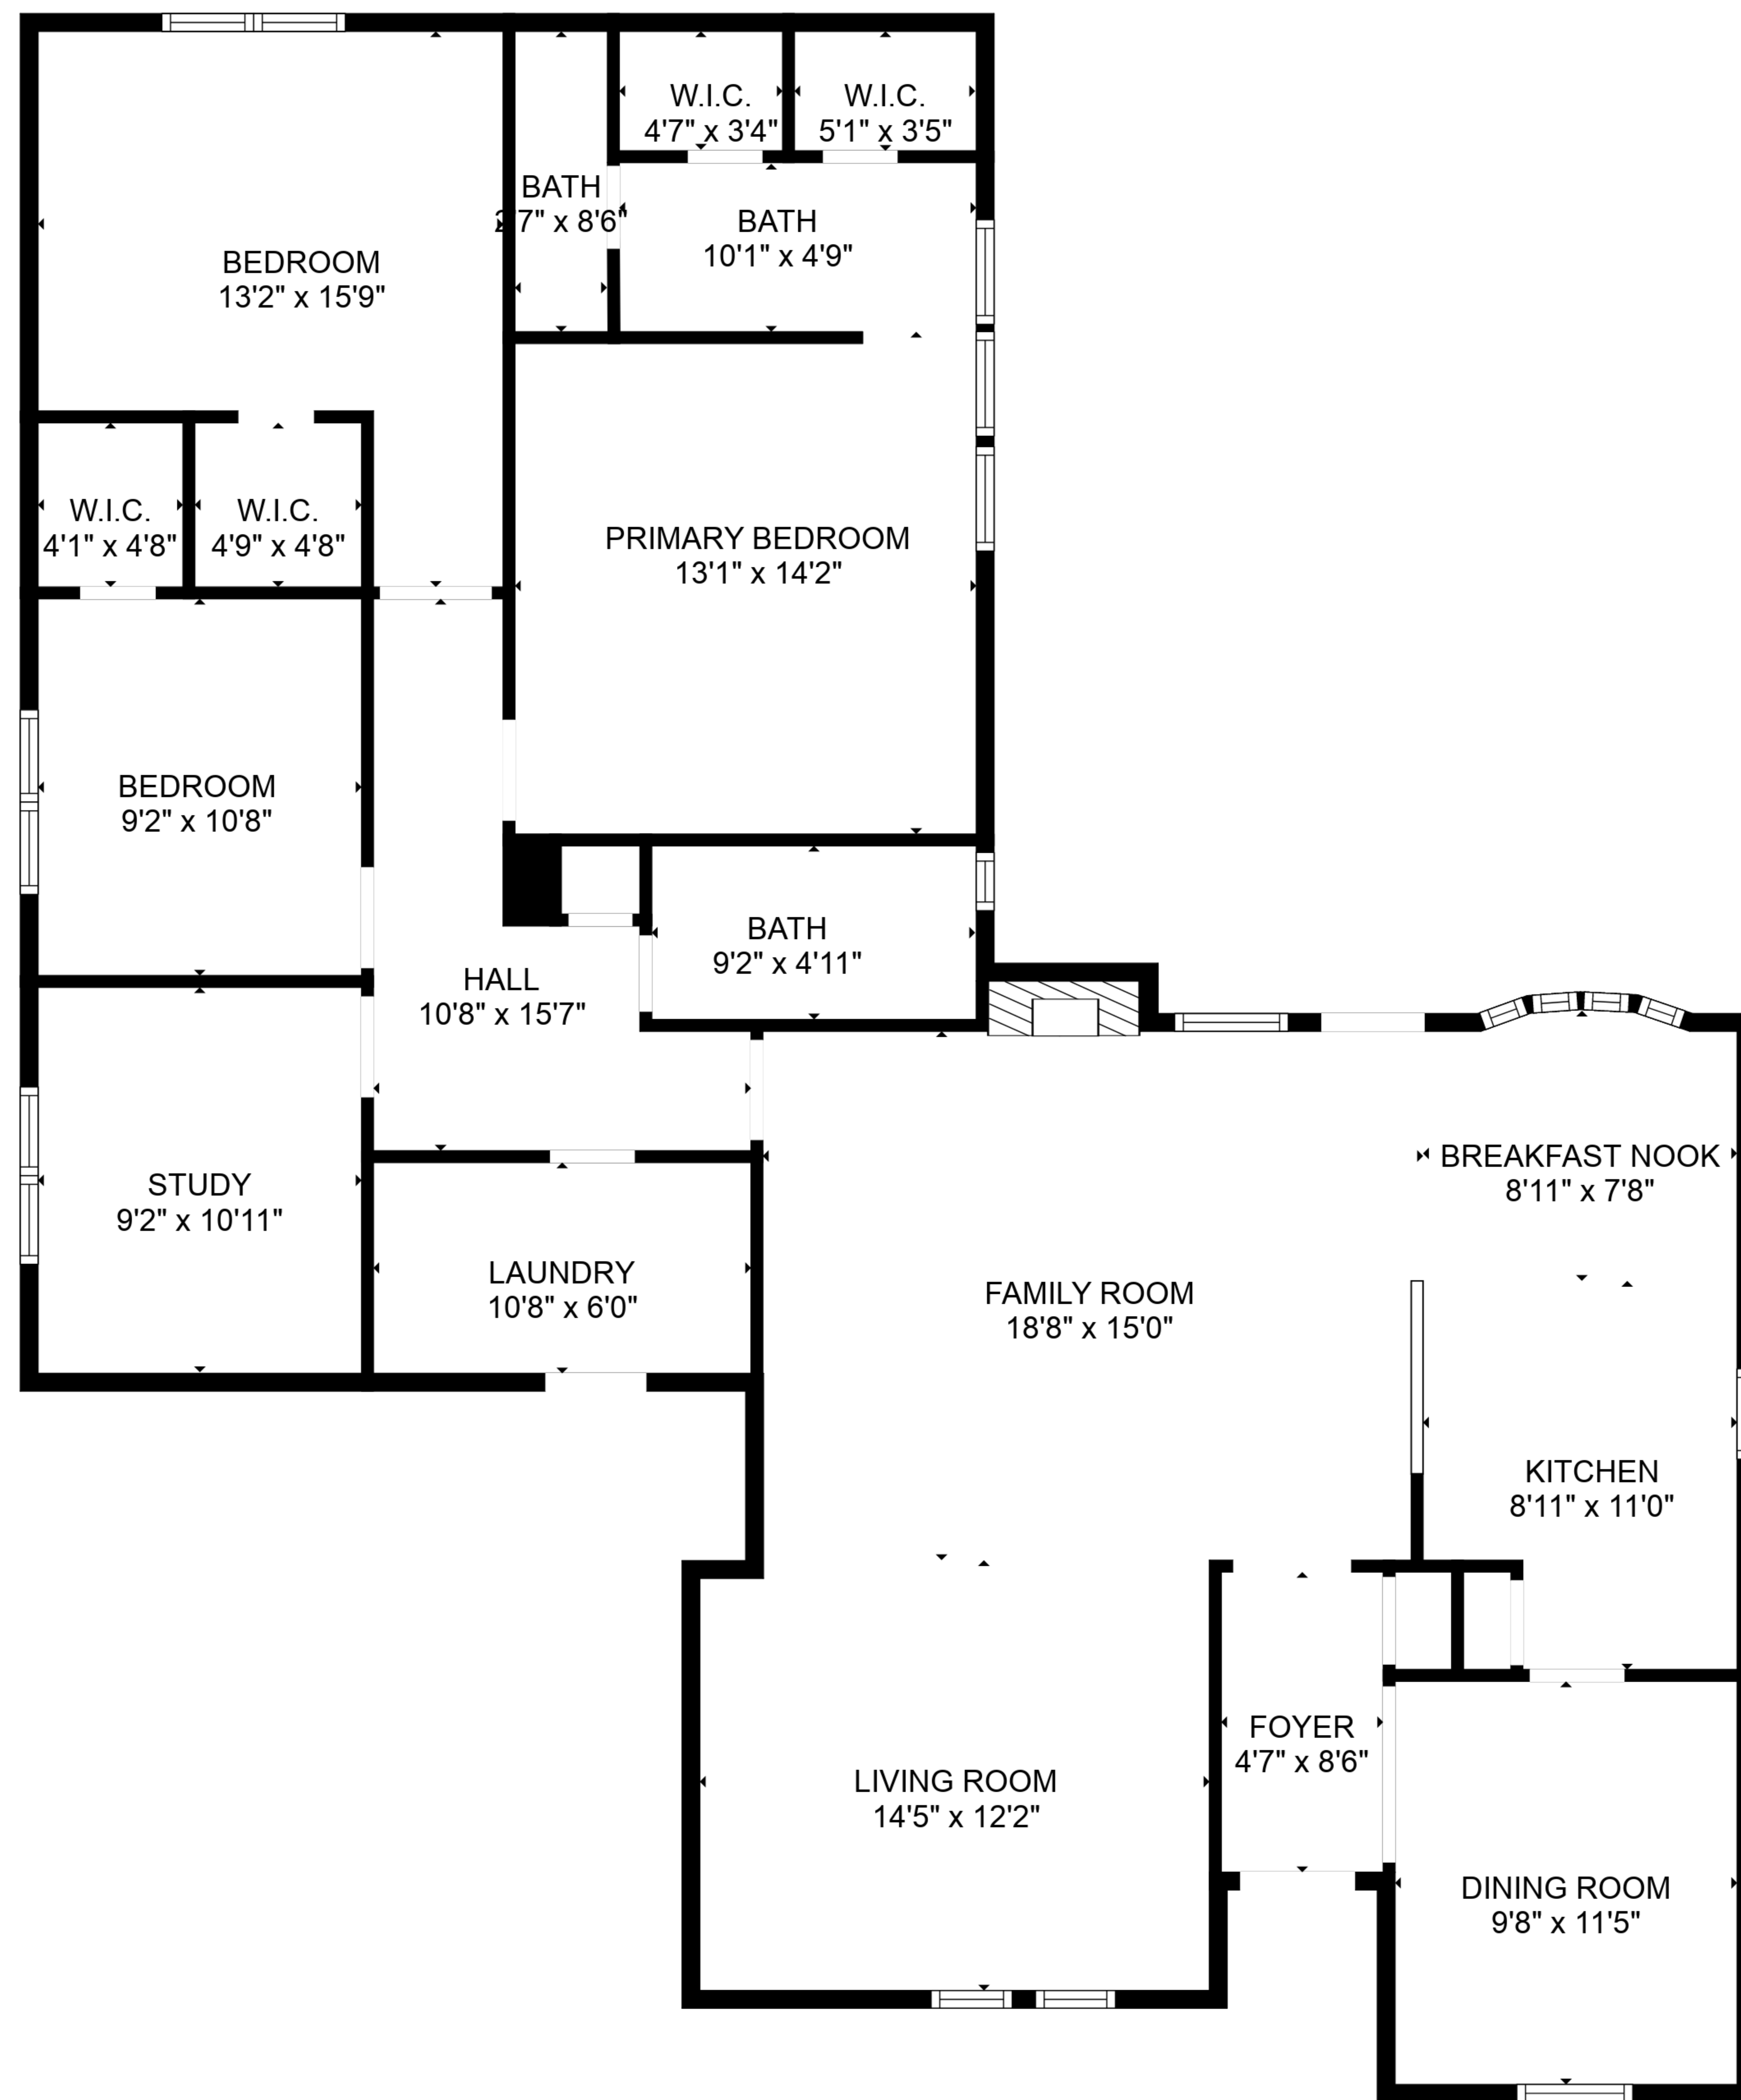 W.I.C.
4'7" x 3'4"
W.I.C.
5'1" x 3'5"
BATH
2'7" x 8'6"
BATH
10'1" x 4'9"
BEDROOM
13'2" x 15'9"
W.I.C.
4'1" x 4'8"
W.I.C.
4'9" x 4'8"
PRIMARY BEDROOM
13'1" x 14'2"
BEDROOM
9'2" x 10'8"
BATH
9'2" x 4'11"
HALL
10'8" x 15'7"
BREAKFAST NOOK
8'11" x 7'8"
STUDY
9'2" x 10'11"
LAUNDRY
10'8" x 6'0"
FAMILY ROOM
18'8" x 15'0"
KITCHEN
8'11" x 11'0"
FOYER
4'7" x 8'6"
LIVING ROOM
14'5" x 12'2"
DINING ROOM
9'8" x 11'5"